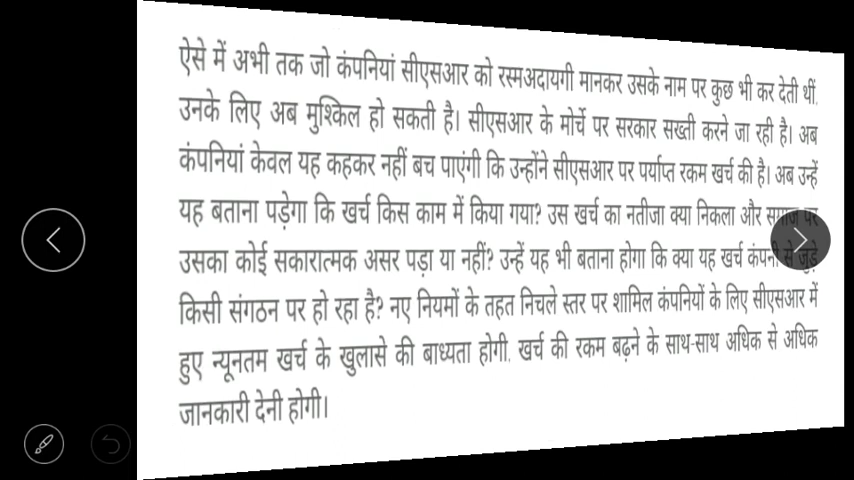 ऐसे में अभी तक जो कंपनियां सीएसआर को रस्मअदायगी मानकर उसके नाम पर कुछ भी कर देती थीं,
उनके लिए अब मुश्किल हो सकती है। सीएसआर के मोर्चे पर सरकार सख्ती करने जा रही है। अब
कंपनियां केवल यह कहकर नहीं बच पाएंगी कि उन्होंने सीएसआर पर पर्याप्त रकम खर्च की है। अब उन्हें
यह बताना पड़ेगा कि खर्च किस काम में किया गया? उस खर्च का नतीजा क्या निकला और समाज पर
उसका कोई सकारात्मक असर पड़ा या नहीं? उन्हें यह भी बताना होगा कि क्या यह खर्च कंपनी से जुड़े
किसी संगठन पर हो रहा है? नए नियमों के तहत निचले स्तर पर शामिल कंपनियों के लिए सीएसआर में
हुए न्यूनतम खर्च के खुलासे की बाध्यता होगी, खर्च की रकम बढ़ने के साथ-साथ अधिक से अधिक
जानकारी देनी होगी।